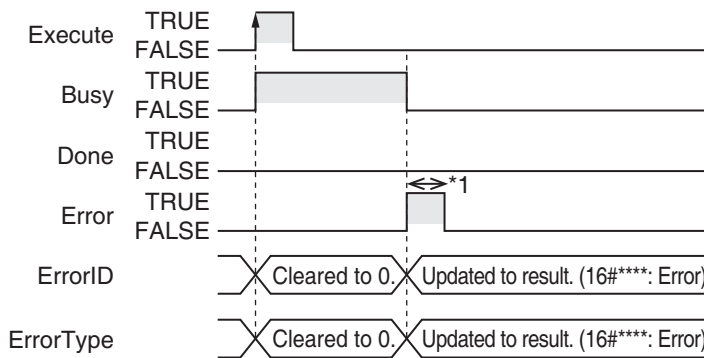 Execute TRUE
FALSE
Busy TRUE
FALSE
Done TRUE
FALSE
*1
Error TRUE
FALSE
ErrorID Cleared to 0. Updated to result. (16#****: Error)
ErrorType Cleared to 0. Updated to result. (16#****: Error)